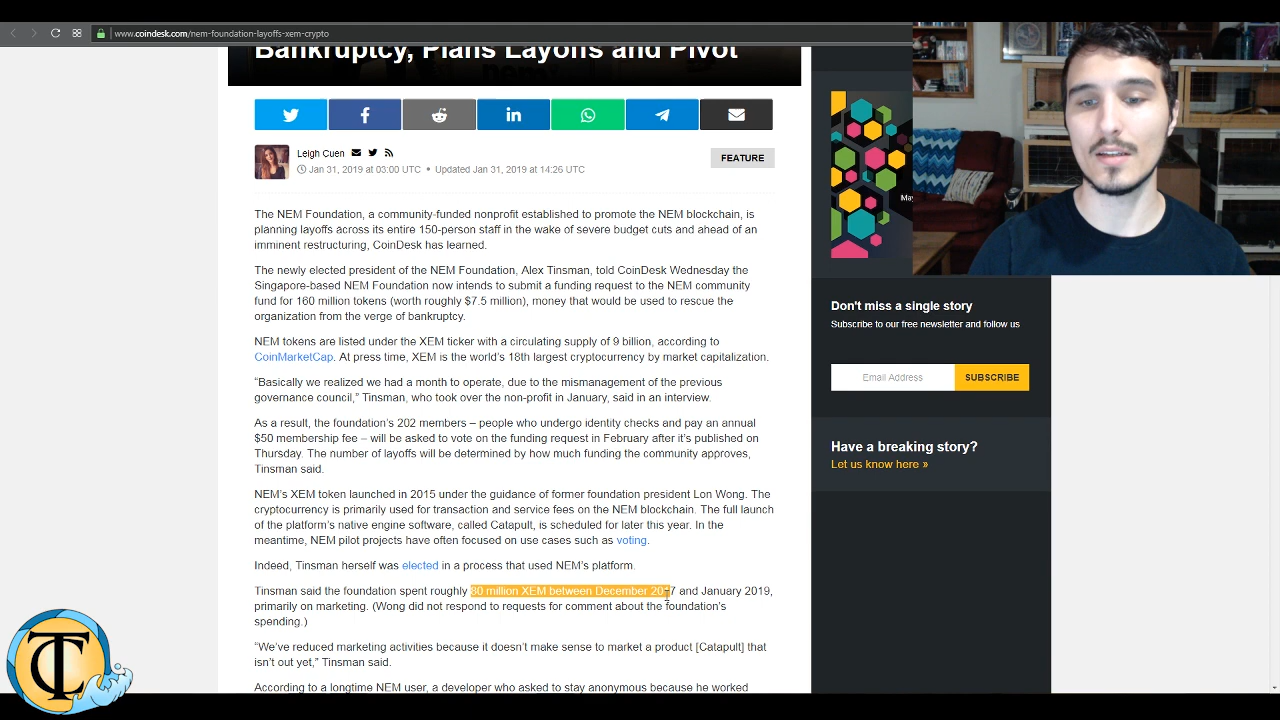 www.coindesk.com/nem-foundation-layoffs-xem-crypto
Bankruptcy, Plans Layoffs and Pivot
Leigh Cuen
Jan 31, 2019 at 03:00 UTC • Updated Jan 31, 2019 at 14:26 UTC
FEATURE
The NEM Foundation, a community-funded nonprofit established to promote the NEM blockchain, is
planning layoffs across its entire 150-person staff in the wake of severe budget cuts and ahead of an
imminent restructuring, CoinDesk has learned.
The newly elected president of the NEM Foundation, Alex Tinsman, told CoinDesk Wednesday the
Singapore-based NEM Foundation now intends to submit a funding request to the NEM community
fund for 160 million tokens (worth roughly $7.5 million), money that would be used to rescue the
organization from the verge of bankruptcy.
NEM tokens are listed under the XEM ticker with a circulating supply of 9 billion, according to
CoinMarketCap. At press time, XEM is the world's 18th largest cryptocurrency by market capitalization.
“Basically we realized we had a month to operate, due to the mismanagement of the previous
governance council,” Tinsman, who took over the non-profit in January, said in an interview.
As a result, the foundation's 202 members – people who undergo identity checks and pay an annual
$50 membership fee – will be asked to vote on the funding request in February after it's published on
Thursday. The number of layoffs will be determined by how much funding the community approves,
Tinsman said.
NEM's XEM token launched in 2015 under the guidance of former foundation president Lon Wong. The
cryptocurrency is primarily used for transaction and service fees on the NEM blockchain. The full launch
of the platform's native engine software, called Catapult, is scheduled for later this year. In the
meantime, NEM pilot projects have often focused on use cases such as voting.
Indeed, Tinsman herself was elected in a process that used NEM's platform.
Tinsman said the foundation spent roughly 80 million XEM between December 2017 and January 2019,
primarily on marketing. (Wong did not respond to requests for comment about the foundation's
spending.)
“We've reduced marketing activities because it doesn't make sense to market a product [Catapult] that
isn't out yet,” Tinsman said.
According to a longtime NEM user, a developer who asked to stay anonymous because he worked
May
Don't miss a single story
Subscribe to our free newsletter and follow us
Email Address
SUBSCRIBE
Have a breaking story?
Let us know here »
TC